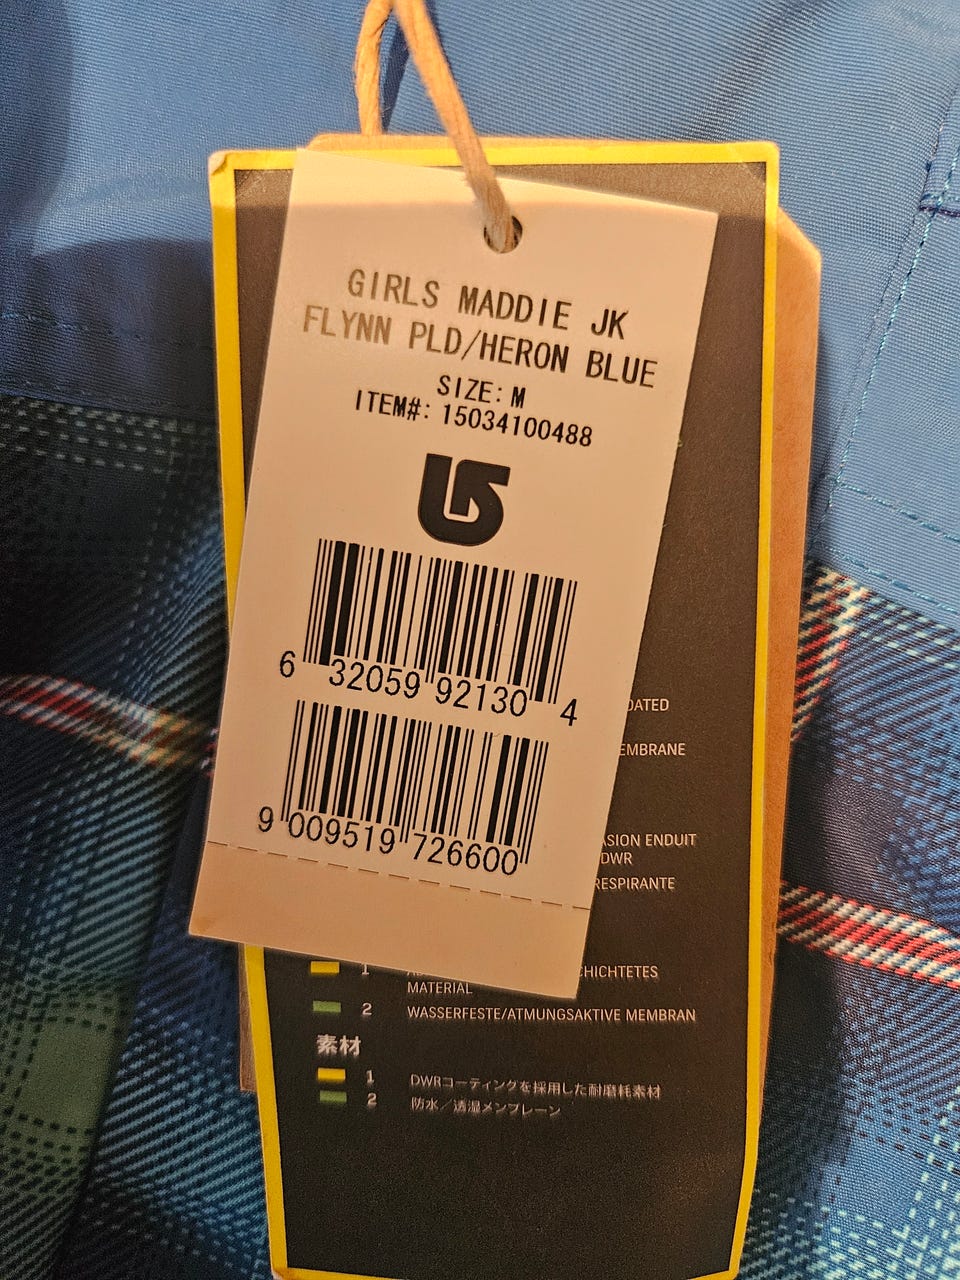 GIRLS MADDIE JK
FLYNN PLD/HERON BLUE
SIZE: M
ITEM#: 15034100488
6 32059 92130 4
9 009519 726600
1 CHICHTETES
MATERIAL
2 WASSERFESTE/ATMUNGSAKTIVE MEMBRAN
素材
1 DWRコーティングを採用した耐磨耗素材
2 防水／透湿メンブレーン
OATED
EMBRANE
ASION ENDUIT
DWR
RESPIRANTE